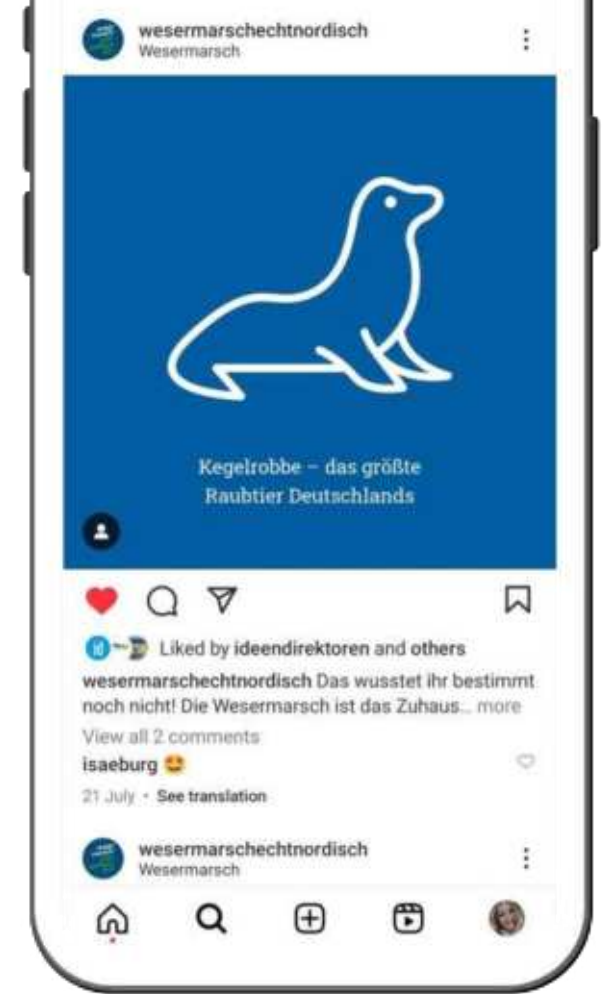 wesermarschechtnordisch
Wesermarsch
Kegelrobbe – das größte
Raubtier Deutschlands
Liked by ideendirektoren and others
wesermarschechtnordisch Das wusstet ihr bestimmt
noch nicht! Die Wesermarsch ist das Zuhaus... more
View all 2 comments
isaeburg 🤩
21 July • See translation
wesermarschechtnordisch
Wesermarsch